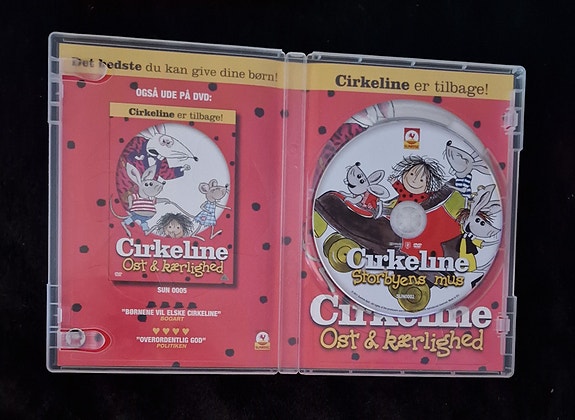 Det bedste du kan give dine børn!
OGSÅ UDE PÅ DVD:
Cirkeline er tilbage!
Cirkeline
Ost & kærlighed
SUN 0005
"BØRNENE VIL ELSKE CIRKELINE"
BOGART
"OVERORDENTLIG GOD"
POLITIKEN
Cirkeline er tilbage!
Cirkeline
Storbyens mus
Cirkeline
Ost & kærlighed